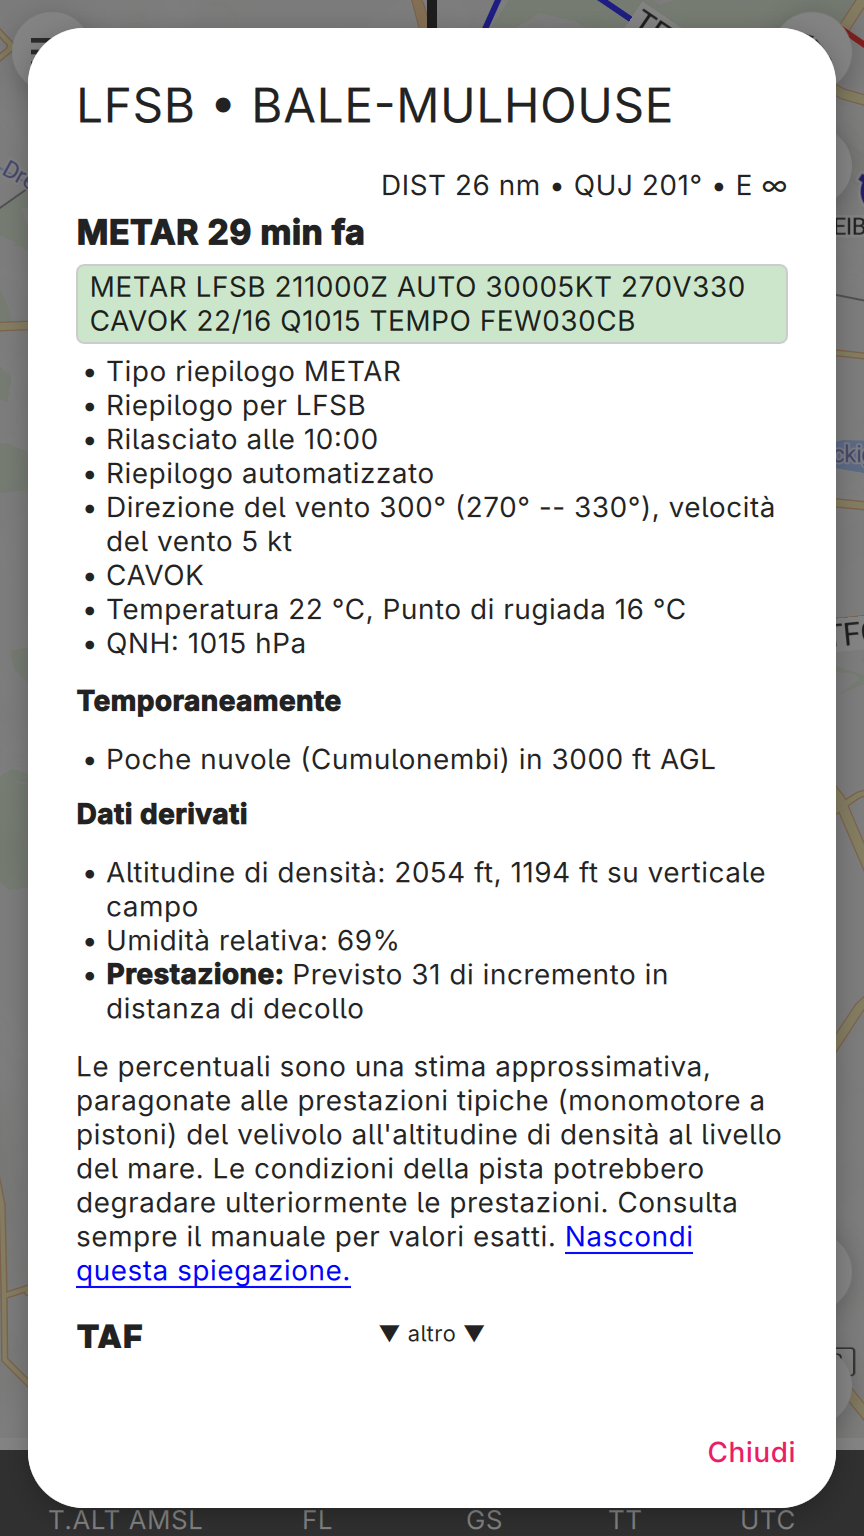 LFSB • BALE-MULHOUSE
DIST 26 nm • QUJ 201° • E ∞
METAR 29 min fa
METAR LFSB 211000Z AUTO 30005KT 270V330
CAVOK 22/16 Q1015 TEMPO FEW030CB
• Tipo riepilogo METAR
• Riepilogo per LFSB
• Rilasciato alle 10:00
• Riepilogo automatizzato
• Direzione del vento 300° (270° -- 330°), velocità
del vento 5 kt
• CAVOK
• Temperatura 22 °C, Punto di rugiada 16 °C
• QNH: 1015 hPa
Temporaneamente
• Poche nuvole (Cumulonembi) in 3000 ft AGL
Dati derivati
• Altitudine di densità: 2054 ft, 1194 ft su verticale
campo
• Umidità relativa: 69%
• Prestazione: Previsto 31 di incremento in
distanza di decollo
Le percentuali sono una stima approssimativa,
paragonate alle prestazioni tipiche (monomotore a
pistoni) del velivolo all'altitudine di densità al livello
del mare. Le condizioni della pista potrebbero
degradare ulteriormente le prestazioni. Consulta
sempre il manuale per valori esatti. Nascondi
questa spiegazione.
TAF
▼ altro ▼
Chiudi
T.ALT AMSL FL GS TT UTC